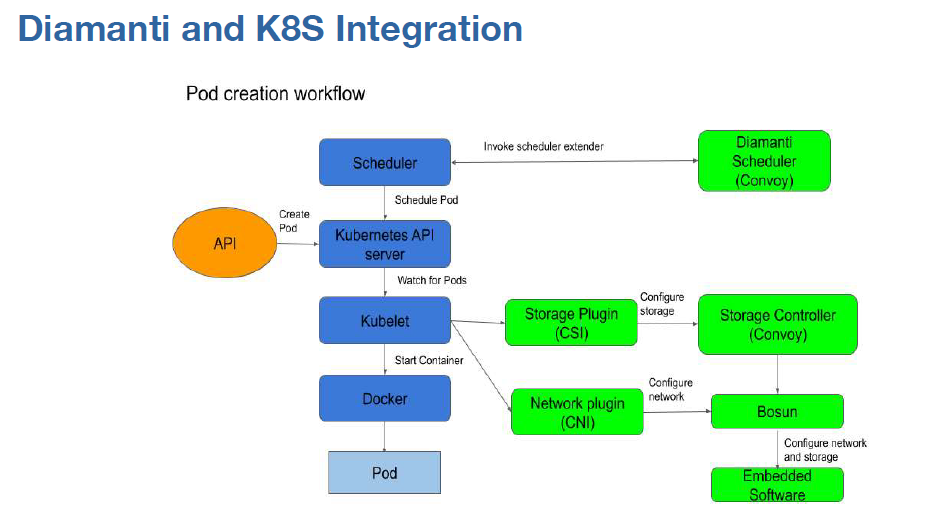 Diamanti and K8S Integration
Pod creation workflow
Scheduler
Invoke scheduler extender
Diamanti
Scheduler
(Convoy)
Schedule Pod
API
Create
Pod
Kubernetes API
server
Watch for Pods
Kubelet
Storage Plugin
(CSI)
Configure
storage
Storage Controller
(Convoy)
Start Container
Docker
Network plugin
(CNI)
Configure
network
Bosun
Configure network
and storage
Pod
Embedded
Software